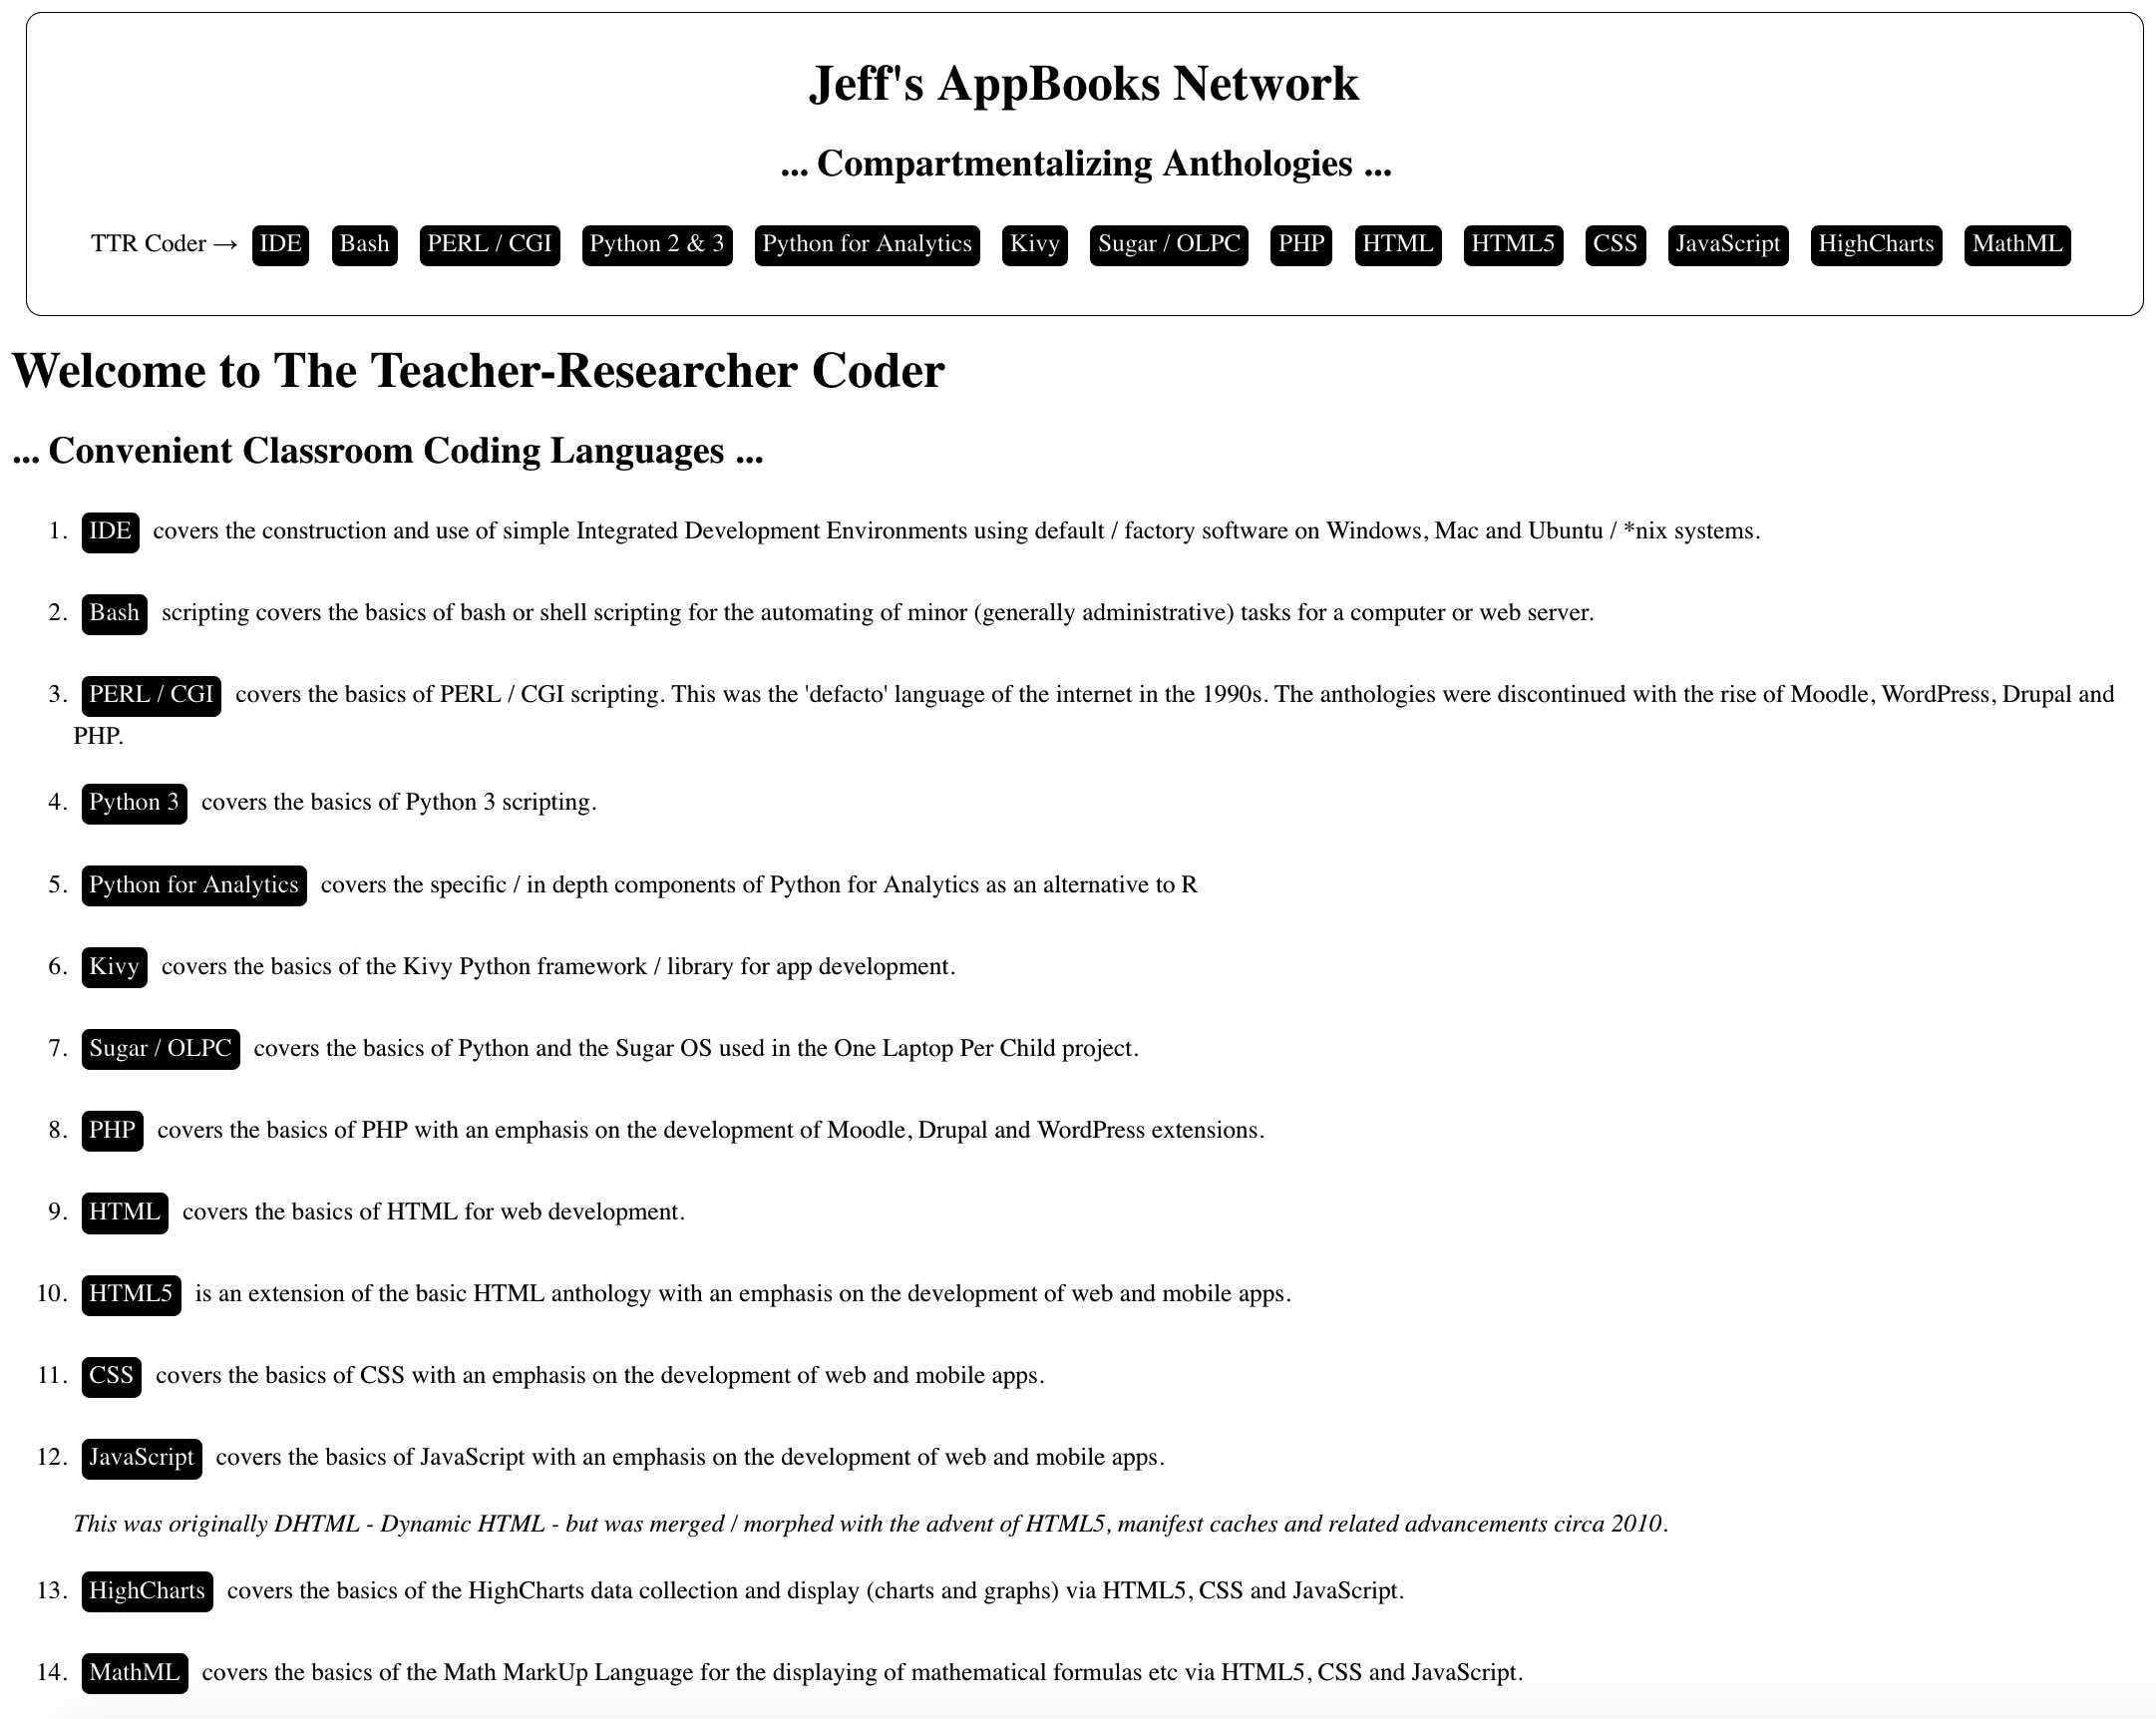 Jeff's AppBooks Network
... Compartmentalizing Anthologies ...
TTR Coder → IDE Bash PERL / CGI Python 2 & 3 Python for Analytics Kivy Sugar / OLPC PHP HTML HTML5 CSS JavaScript HighCharts MathML
Welcome to The Teacher-Researcher Coder
... Convenient Classroom Coding Languages ...
1. IDE covers the construction and use of simple Integrated Development Environments using default / factory software on Windows, Mac and Ubuntu / *nix systems.
2. Bash scripting covers the basics of bash or shell scripting for the automating of minor (generally administrative) tasks for a computer or web server.
3. PERL / CGI covers the basics of PERL / CGI scripting. This was the 'defacto' language of the internet in the 1990s. The anthologies were discontinued with the rise of Moodle, WordPress, Drupal and
PHP.
4. Python 3 covers the basics of Python 3 scripting.
5. Python for Analytics covers the specific / in depth components of Python for Analytics as an alternative to R
6. Kivy covers the basics of the Kivy Python framework / library for app development.
7. Sugar / OLPC covers the basics of Python and the Sugar OS used in the One Laptop Per Child project.
8. PHP covers the basics of PHP with an emphasis on the development of Moodle, Drupal and WordPress extensions.
9. HTML covers the basics of HTML for web development.
10. HTML5 is an extension of the basic HTML anthology with an emphasis on the development of web and mobile apps.
11. CSS covers the basics of CSS with an emphasis on the development of web and mobile apps.
12. JavaScript covers the basics of JavaScript with an emphasis on the development of web and mobile apps.
This was originally DHTML - Dynamic HTML - but was merged / morphed with the advent of HTML5, manifest caches and related advancements circa 2010.
13. HighCharts covers the basics of the HighCharts data collection and display (charts and graphs) via HTML5, CSS and JavaScript.
14. MathML covers the basics of the Math MarkUp Language for the displaying of mathematical formulas etc via HTML5, CSS and JavaScript.